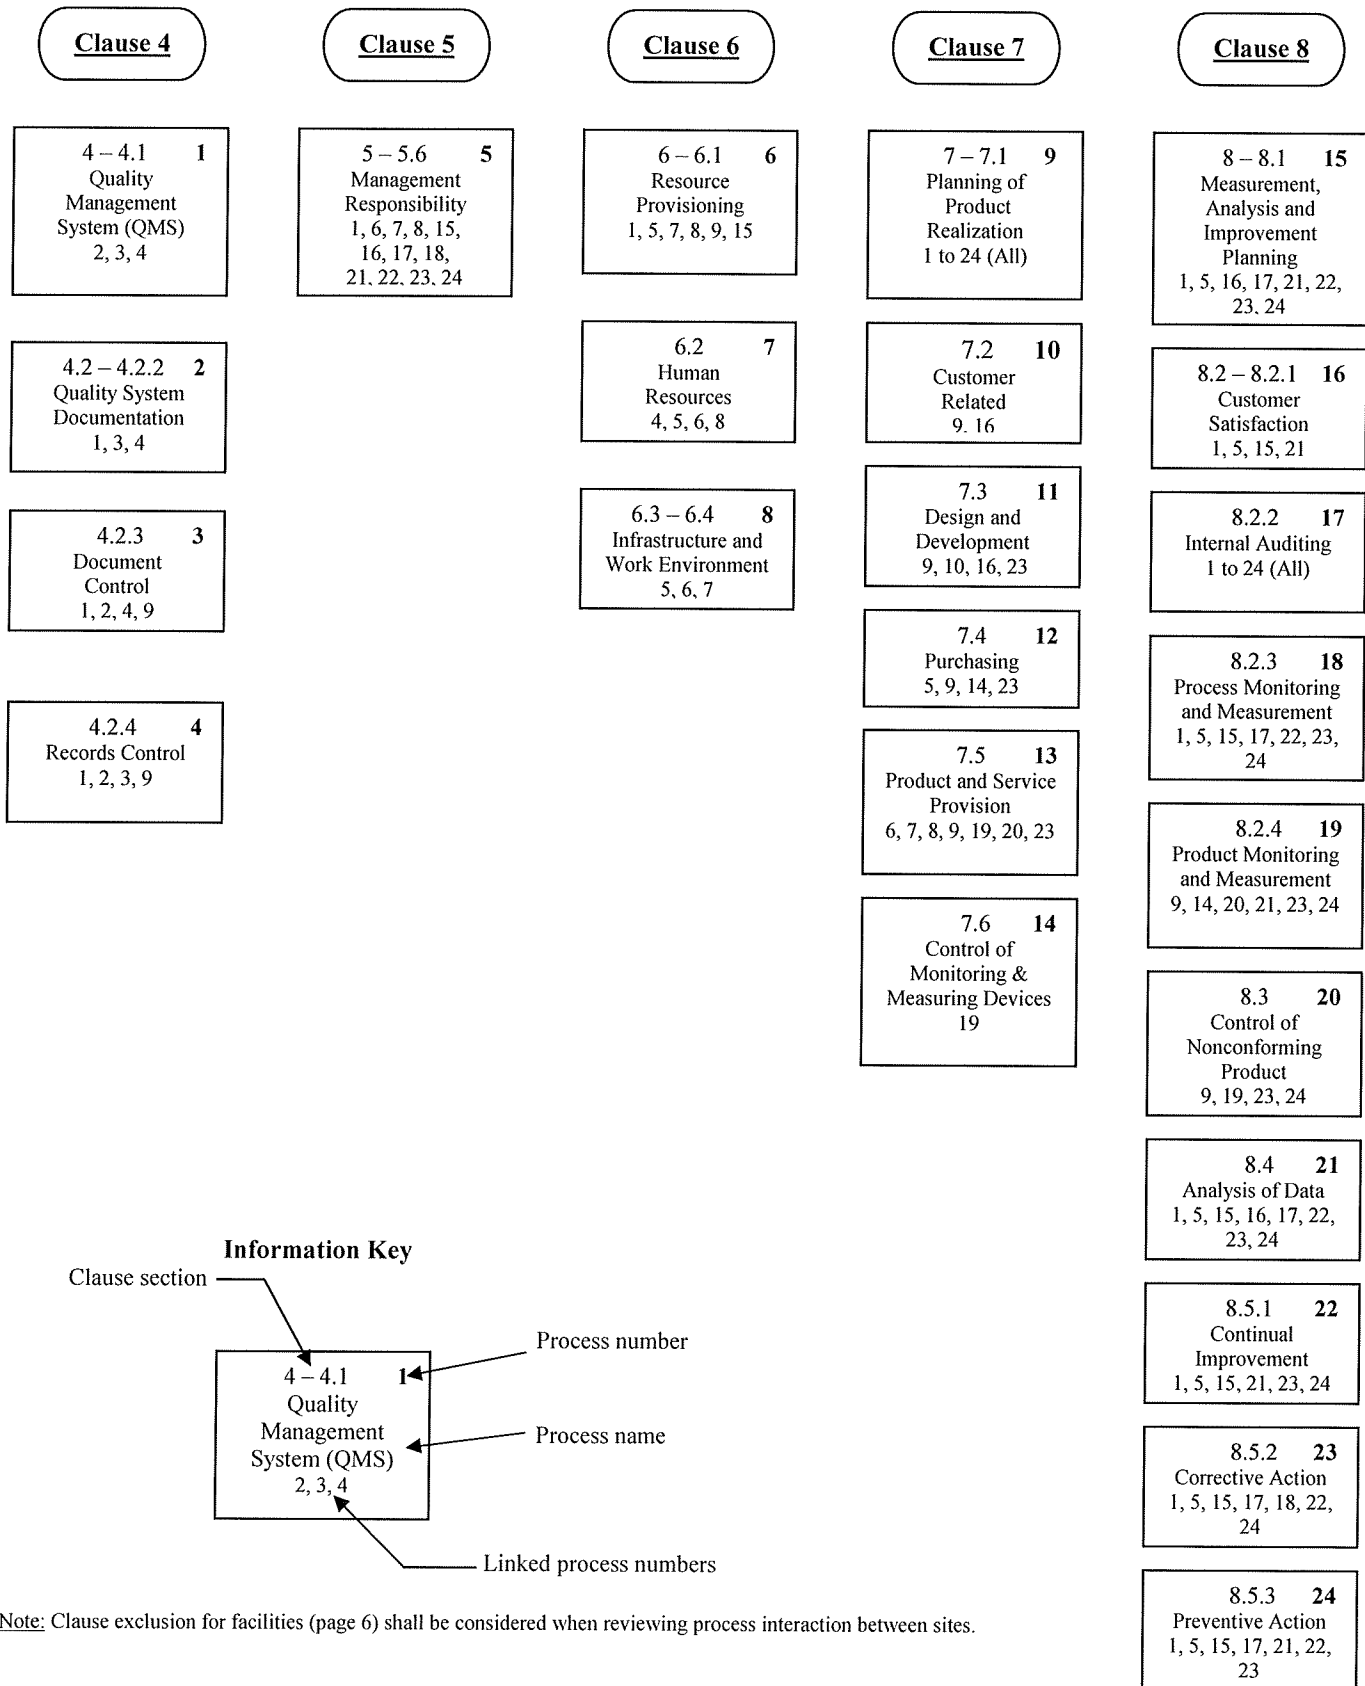 Clause 4
Clause 5
Clause 6
Clause 7
Clause 8
4 – 4.1 1
Quality
Management
System (QMS)
2, 3, 4
4.2 – 4.2.2 2
Quality System
Documentation
1, 3, 4
4.2.3 3
Document
Control
1, 2, 4, 9
4.2.4 4
Records Control
1, 2, 3, 9
5 – 5.6 5
Management
Responsibility
1, 6, 7, 8, 15,
16, 17, 18,
21, 22, 23, 24
6 – 6.1 6
Resource
Provisioning
1, 5, 7, 8, 9, 15
6.2 7
Human
Resources
4, 5, 6, 8
6.3 – 6.4 8
Infrastructure and
Work Environment
5, 6, 7
7 – 7.1 9
Planning of
Product
Realization
1 to 24 (All)
7.2 10
Customer
Related
9, 16
7.3 11
Design and
Development
9, 10, 16, 23
7.4 12
Purchasing
5, 9, 14, 23
7.5 13
Product and Service
Provision
6, 7, 8, 9, 19, 20, 23
7.6 14
Control of
Monitoring &
Measuring Devices
19
8 – 8.1 15
Measurement,
Analysis and
Improvement
Planning
1, 5, 16, 17, 21, 22,
23, 24
8.2 – 8.2.1 16
Customer
Satisfaction
1, 5, 15, 21
8.2.2 17
Internal Auditing
1 to 24 (All)
8.2.3 18
Process Monitoring
and Measurement
1, 5, 15, 17, 22, 23,
24
8.2.4 19
Product Monitoring
and Measurement
9, 14, 20, 21, 23, 24
8.3 20
Control of
Nonconforming
Product
9, 19, 23, 24
8.4 21
Analysis of Data
1, 5, 15, 16, 17, 22,
23, 24
8.5.1 22
Continual
Improvement
1, 5, 15, 21, 23, 24
8.5.2 23
Corrective Action
1, 5, 15, 17, 18, 22,
24
8.5.3 24
Preventive Action
1, 5, 15, 17, 21, 22,
23
Information Key
Clause section
Process number
4 – 4.1 1
Quality
Management
System (QMS)
2, 3, 4
Process name
Linked process numbers
Note: Clause exclusion for facilities (page 6) shall be considered when reviewing process interaction between sites.